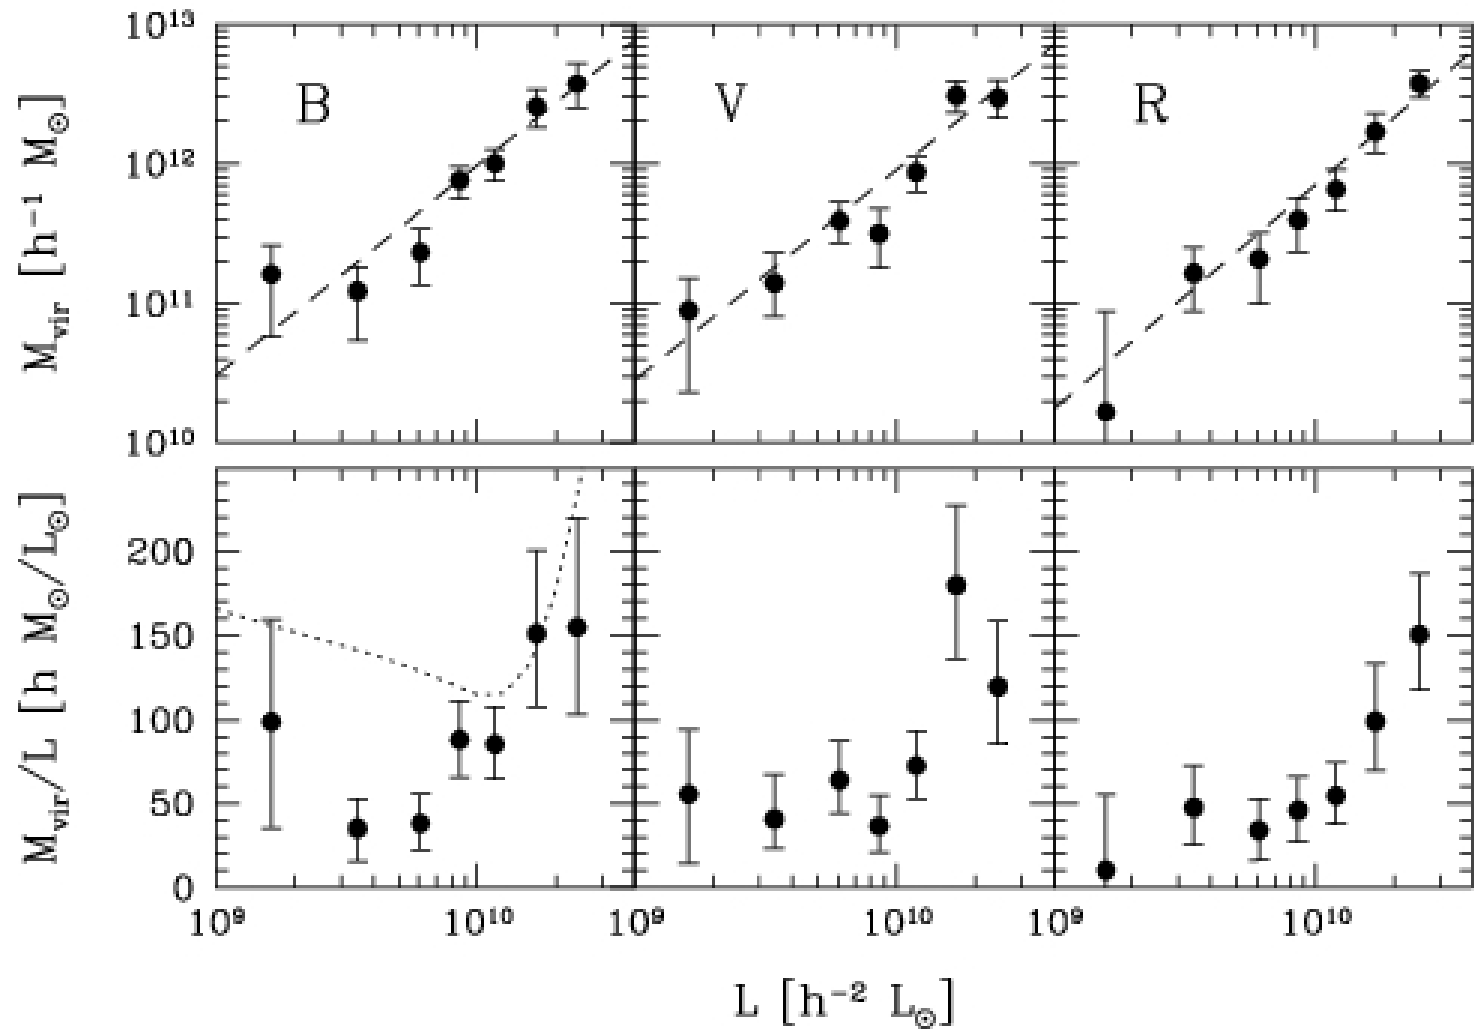 10¹³
B V R
10¹²
10¹¹
10¹⁰
M_vir [h⁻¹ M_⊙]
200
150
100
50
0
M_vir/L [h M_⊙/L_⊙]
10⁹ 10¹⁰ 10⁹ 10¹⁰ 10⁹ 10¹⁰
L [h⁻² L_⊙]